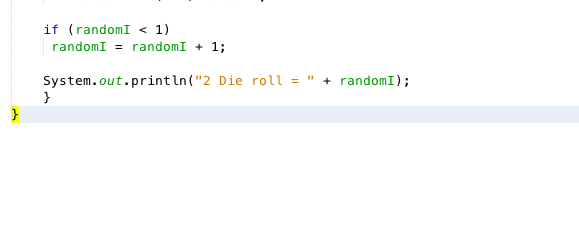 if (randomI < 1)
randomI = randomI + 1;
System.out.println("2 Die roll = " + randomI);
}
}